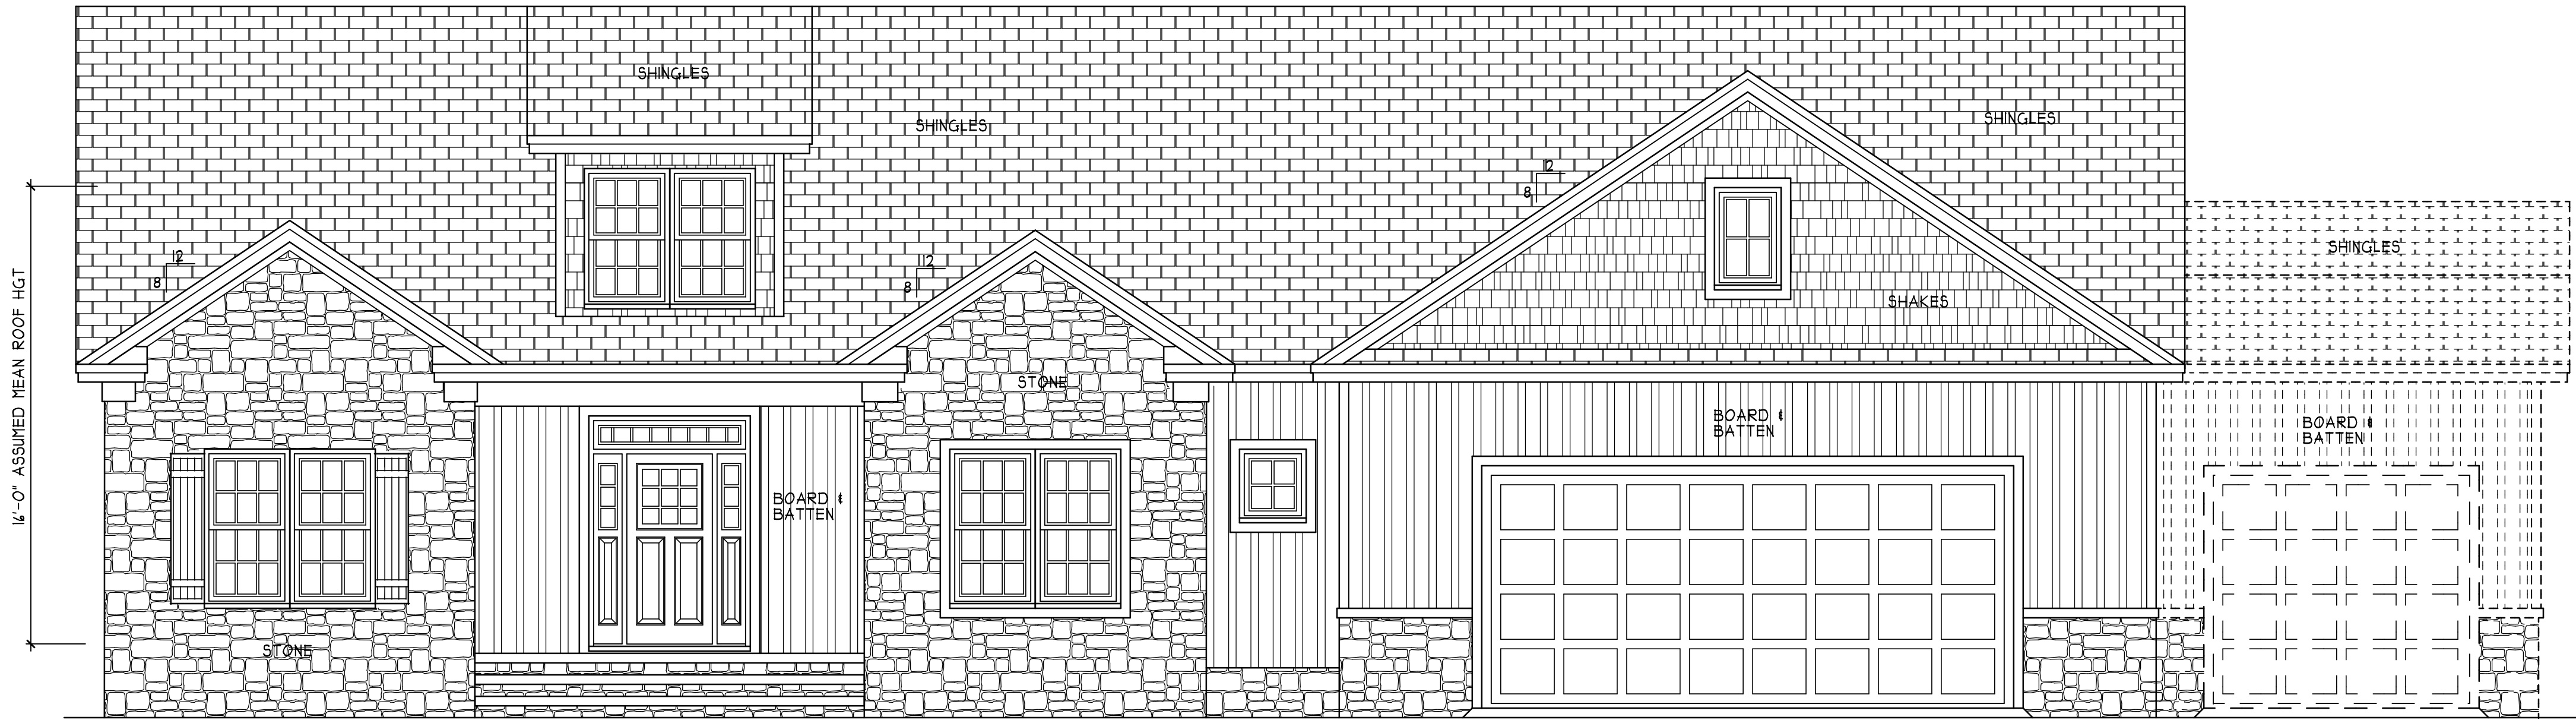 SHINGLES
SHINGLES
SHINGLES
12
8
SHINGLES
12
8
12
8
SHAKES
16'-0" ASSUMED MEAN ROOF HGT
STONE
BOARD &
BATTEN
BOARD &
BATTEN
BOARD &
BATTEN
STONE